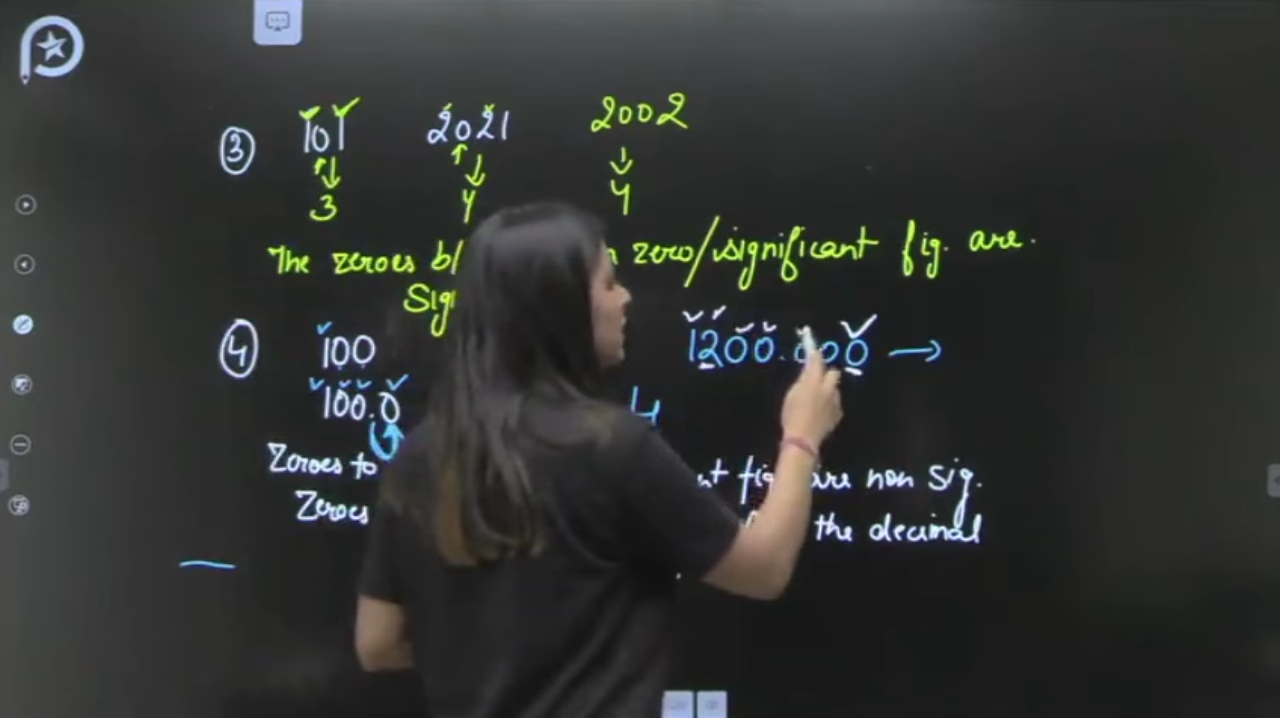 ③ 101 2021 2002
3 4 4
The zeroes b/ zero/significant fig. are.
Sig
④ 100 1200.000 →
100.0 4
Zeroes to fig are non sig.
Zeroes the decimal